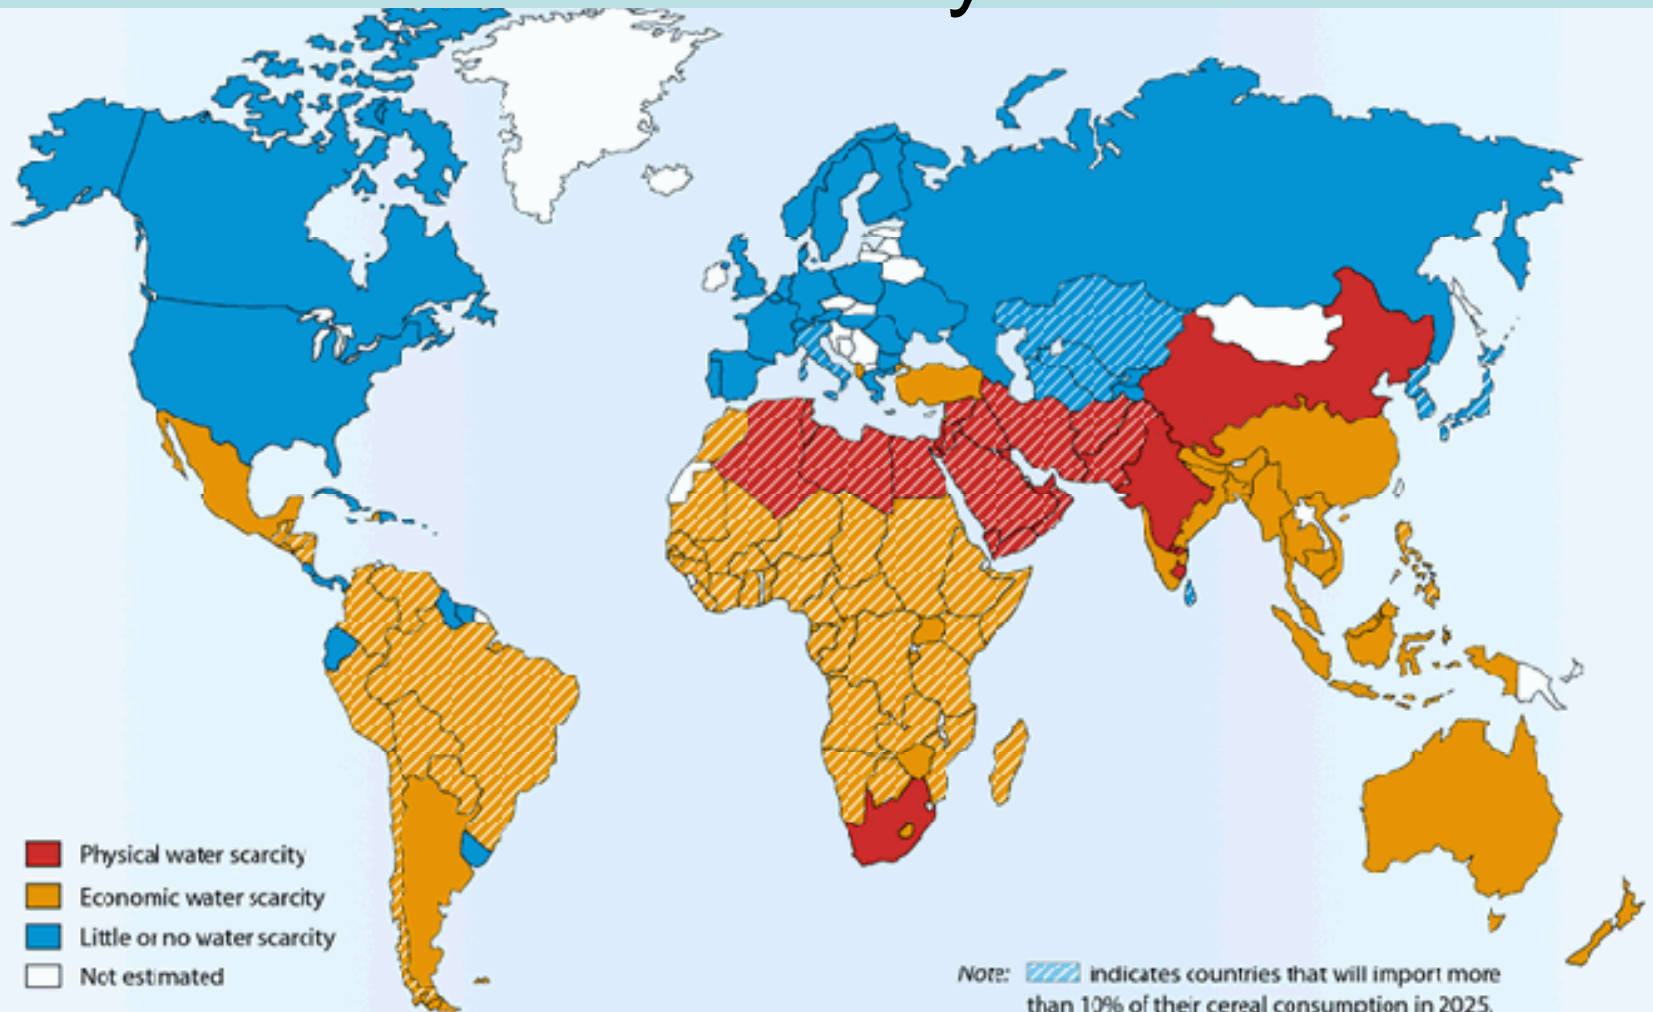 Physical water scarcity
Economic water scarcity
Little or no water scarcity
Not estimated
Note: indicates countries that will import more
than 10% of their cereal consumption in 2025.